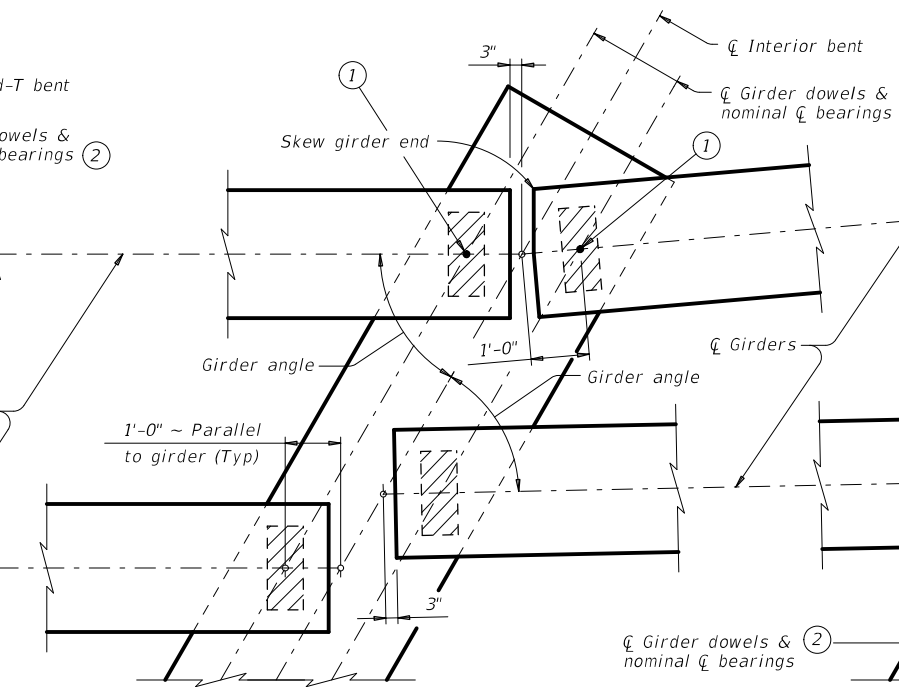 ℄ Interior bent
3"
d-T bent
1
℄ Girder dowels &
nominal ℄ bearings
owels &
bearings 2
Skew girder end
1
1'-0"
℄ Girders
Girder angle
Girder angle
1'-0" ~ Parallel
to girder (Typ)
3"
℄ Girder dowels & 2
nominal ℄ bearings